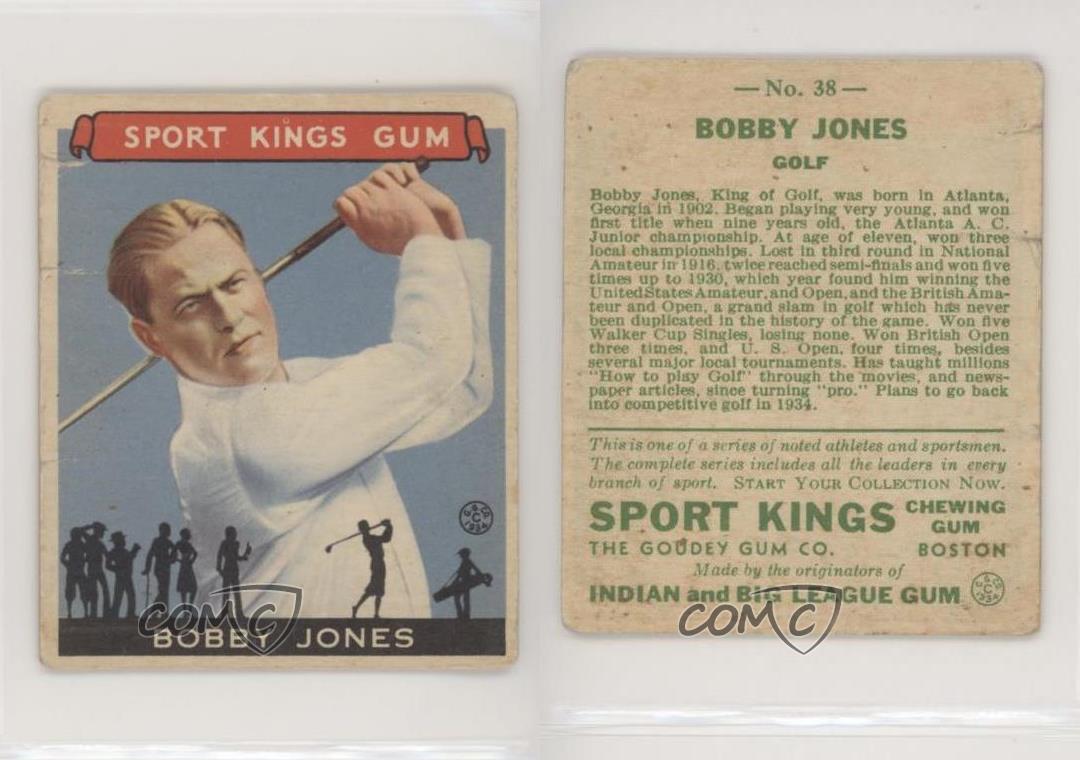 SPORT KINGS GUM
G. G. CO.
C
1934
COMC
BOBBY JONES
— No. 38 —
BOBBY JONES
GOLF
Bobby Jones, King of Golf, was born in Atlanta,
Georgia in 1902. Began playing very young, and won
first title when nine years old, the Atlanta A. C.
Junior championship. At age of eleven, won three
local championships. Lost in third round in National
Amateur in 1916, twice reached semi-finals and won five
times up to 1930, which year found him winning the
United States Amateur, and Open, and the British Ama-
teur and Open, a grand slam in golf which has never
been duplicated in the history of the game. Won five
Walker Cup Singles, losing none. Won British Open
three times, and U. S. Open, four times, besides
several major local tournaments. Has taught millions
"How to play Golf" through the movies, and news-
paper articles, since turning "pro." Plans to go back
into competitive golf in 1934.
This is one of a series of noted athletes and sportsmen.
The complete series includes all the leaders in every
branch of sport. START YOUR COLLECTION NOW.
SPORT KINGS CHEWING GUM
THE GOUDEY GUM CO. BOSTON
Made by the originators of
INDIAN and BIG LEAGUE GUM
G. G. CO.
C
1934
COMC